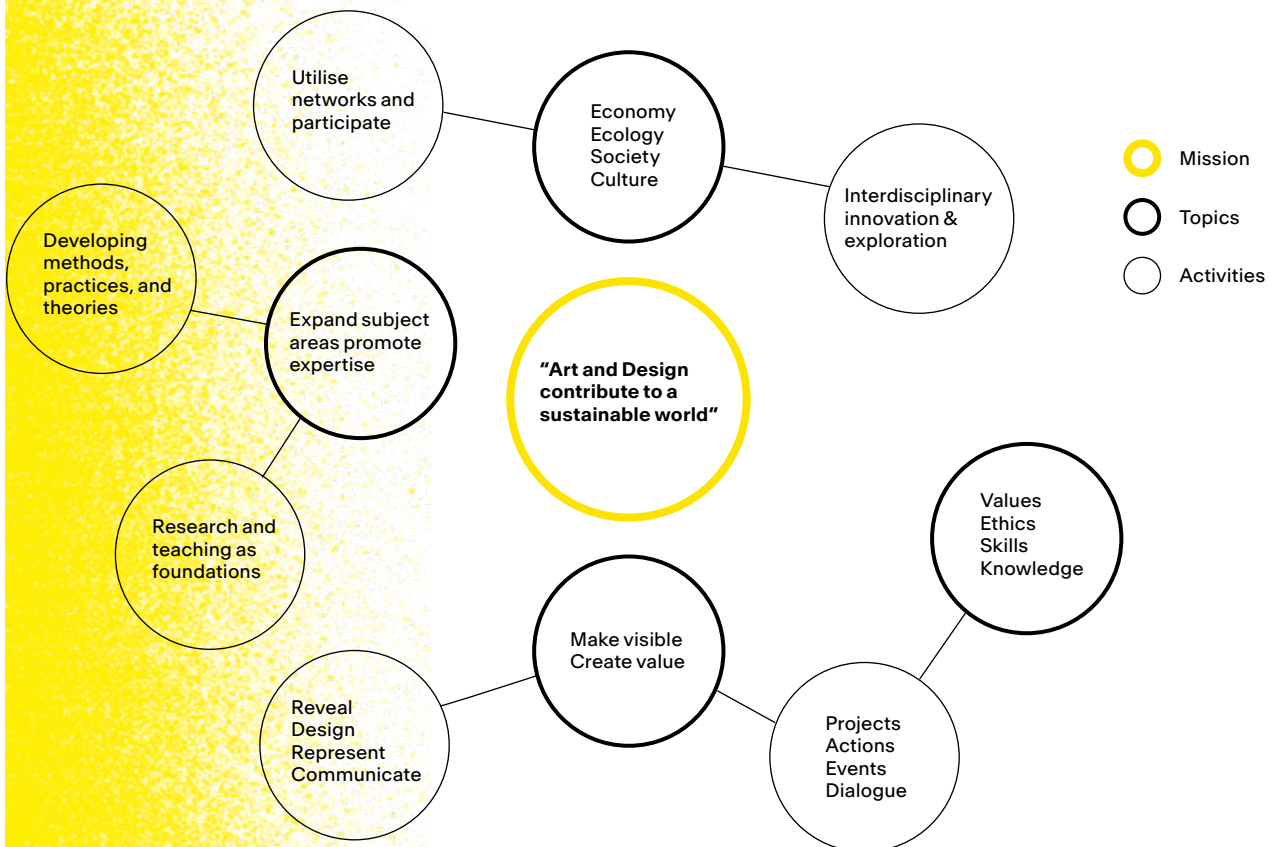 Utilise
networks and
participate
Economy
Ecology
Society
Culture
Interdisciplinary
innovation &
exploration
Mission
Topics
Activities
Developing
methods,
practices, and
theories
Expand subject
areas promote
expertise
“Art and Design
contribute to a
sustainable world”
Research and
teaching as
foundations
Values
Ethics
Skills
Knowledge
Make visible
Create value
Reveal
Design
Represent
Communicate
Projects
Actions
Events
Dialogue